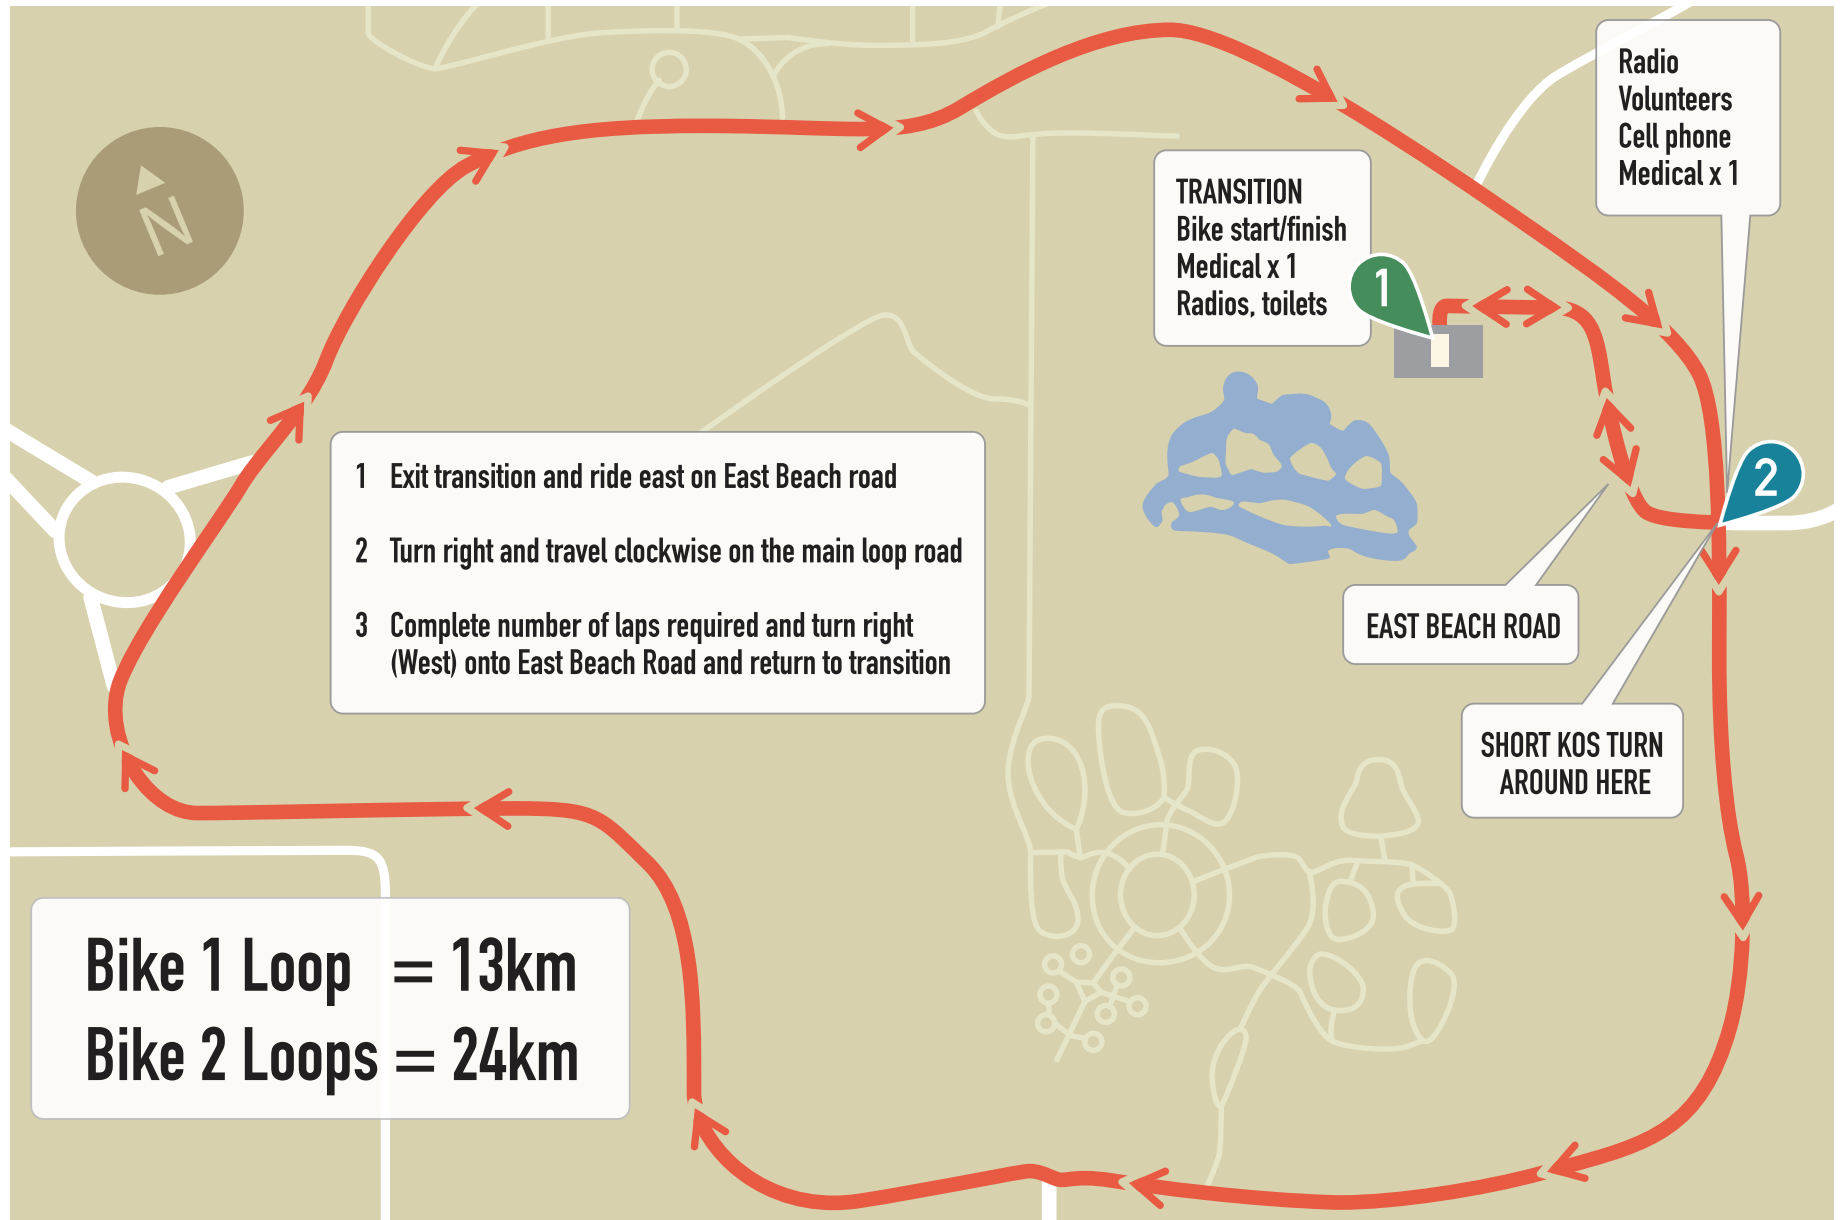 N
Radio
Volunteers
Cell phone
Medical x 1
TRANSITION
Bike start/finish
Medical x 1
Radios, toilets
1
2
1 Exit transition and ride east on East Beach road
2 Turn right and travel clockwise on the main loop road
3 Complete number of laps required and turn right
(West) onto East Beach Road and return to transition
EAST BEACH ROAD
SHORT KOS TURN
AROUND HERE
Bike 1 Loop = 13km
Bike 2 Loops = 24km